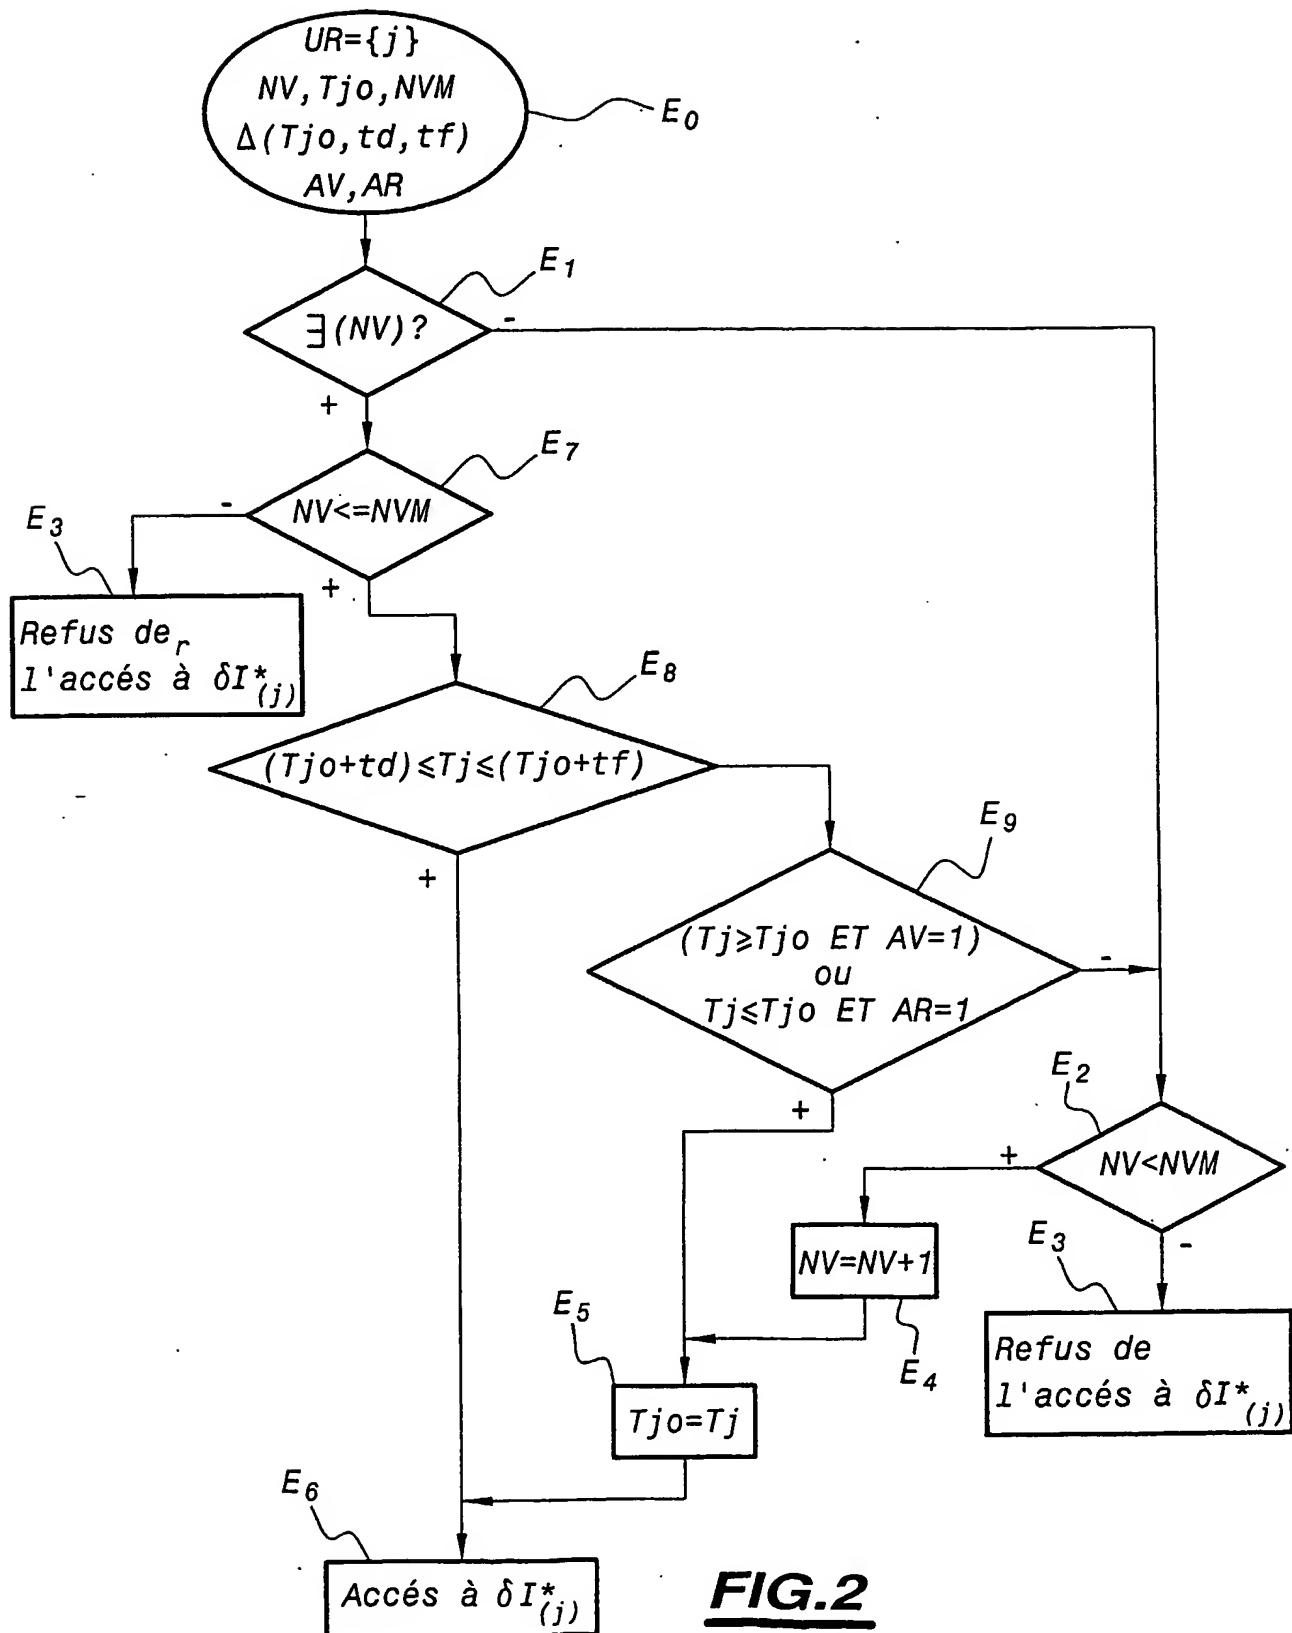 UR={j}
NV, Tjo, NVM
Δ(Tjo, td, tf)
AV, AR
E0
E1
∃(NV)?
-
+
E7
NV<=NVM
-
+
E3
Refus de r
l'accés à δI*(j)
E8
(Tjo+td)≤Tj≤(Tjo+tf)
+
E9
(Tj≥Tjo ET AV=1)
ou
Tj≤Tjo ET AR=1
-
+
E2
NV<NVM
+
-
NV=NV+1
E4
E3
Refus de
l'accés à δI*(j)
E5
Tjo=Tj
E6
Accés à δI*(j)
FIG.2